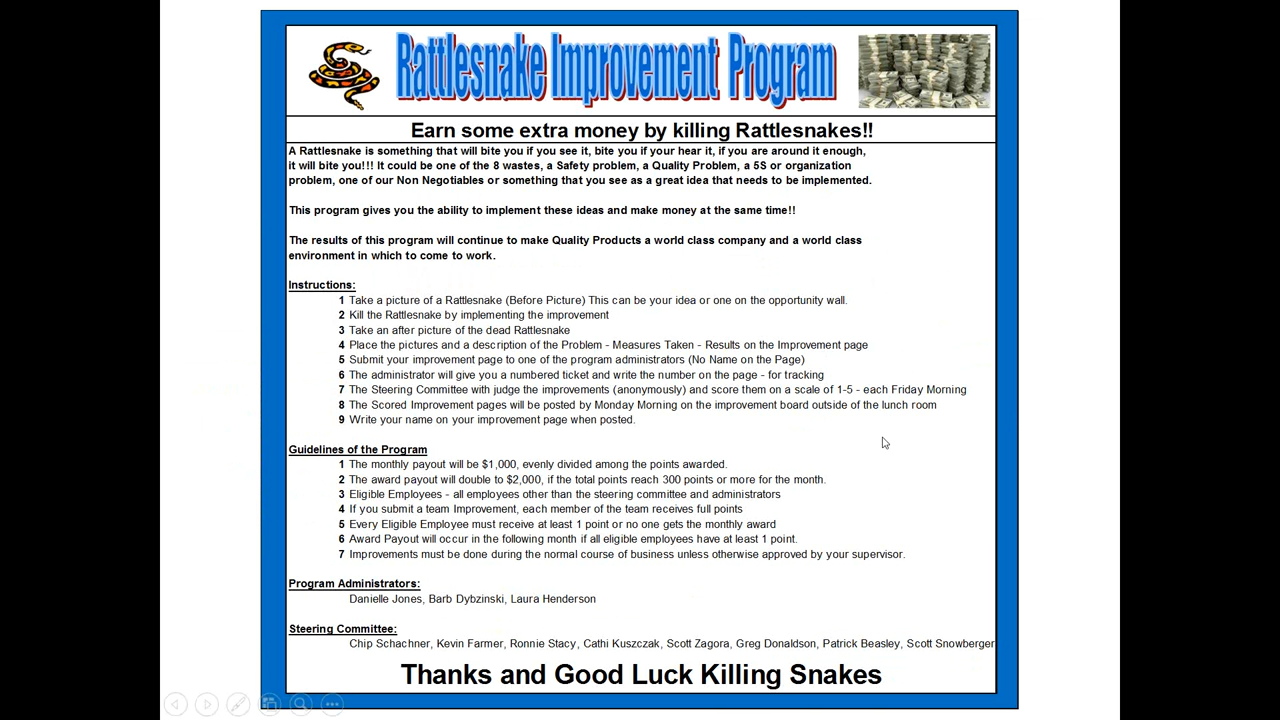 Rattlesnake Improvement Program
Earn some extra money by killing Rattlesnakes!!
A Rattlesnake is something that will bite you if you see it, bite you if your hear it, if you are around it enough,
it will bite you!!! It could be one of the 8 wastes, a Safety problem, a Quality Problem, a 5S or organization
problem, one of our Non Negotiables or something that you see as a great idea that needs to be implemented.
This program gives you the ability to implement these ideas and make money at the same time!!
The results of this program will continue to make Quality Products a world class company and a world class
environment in which to come to work.
Instructions:
1 Take a picture of a Rattlesnake (Before Picture) This can be your idea or one on the opportunity wall.
2 Kill the Rattlesnake by implementing the improvement
3 Take an after picture of the dead Rattlesnake
4 Place the pictures and a description of the Problem - Measures Taken - Results on the Improvement page
5 Submit your improvement page to one of the program administrators (No Name on the Page)
6 The administrator will give you a numbered ticket and write the number on the page - for tracking
7 The Steering Committee with judge the improvements (anonymously) and score them on a scale of 1-5 - each Friday Morning
8 The Scored Improvement pages will be posted by Monday Morning on the improvement board outside of the lunch room
9 Write your name on your improvement page when posted.
Guidelines of the Program
1 The monthly payout will be $1,000, evenly divided among the points awarded.
2 The award payout will double to $2,000, if the total points reach 300 points or more for the month.
3 Eligible Employees - all employees other than the steering committee and administrators
4 If you submit a team Improvement, each member of the team receives full points
5 Every Eligible Employee must receive at least 1 point or no one gets the monthly award
6 Award Payout will occur in the following month if all eligible employees have at least 1 point.
7 Improvements must be done during the normal course of business unless otherwise approved by your supervisor.
Program Administrators:
Danielle Jones, Barb Dybzinski, Laura Henderson
Steering Committee:
Chip Schachner, Kevin Farmer, Ronnie Stacy, Cathi Kuszczak, Scott Zagora, Greg Donaldson, Patrick Beasley, Scott Snowberger
Thanks and Good Luck Killing Snakes